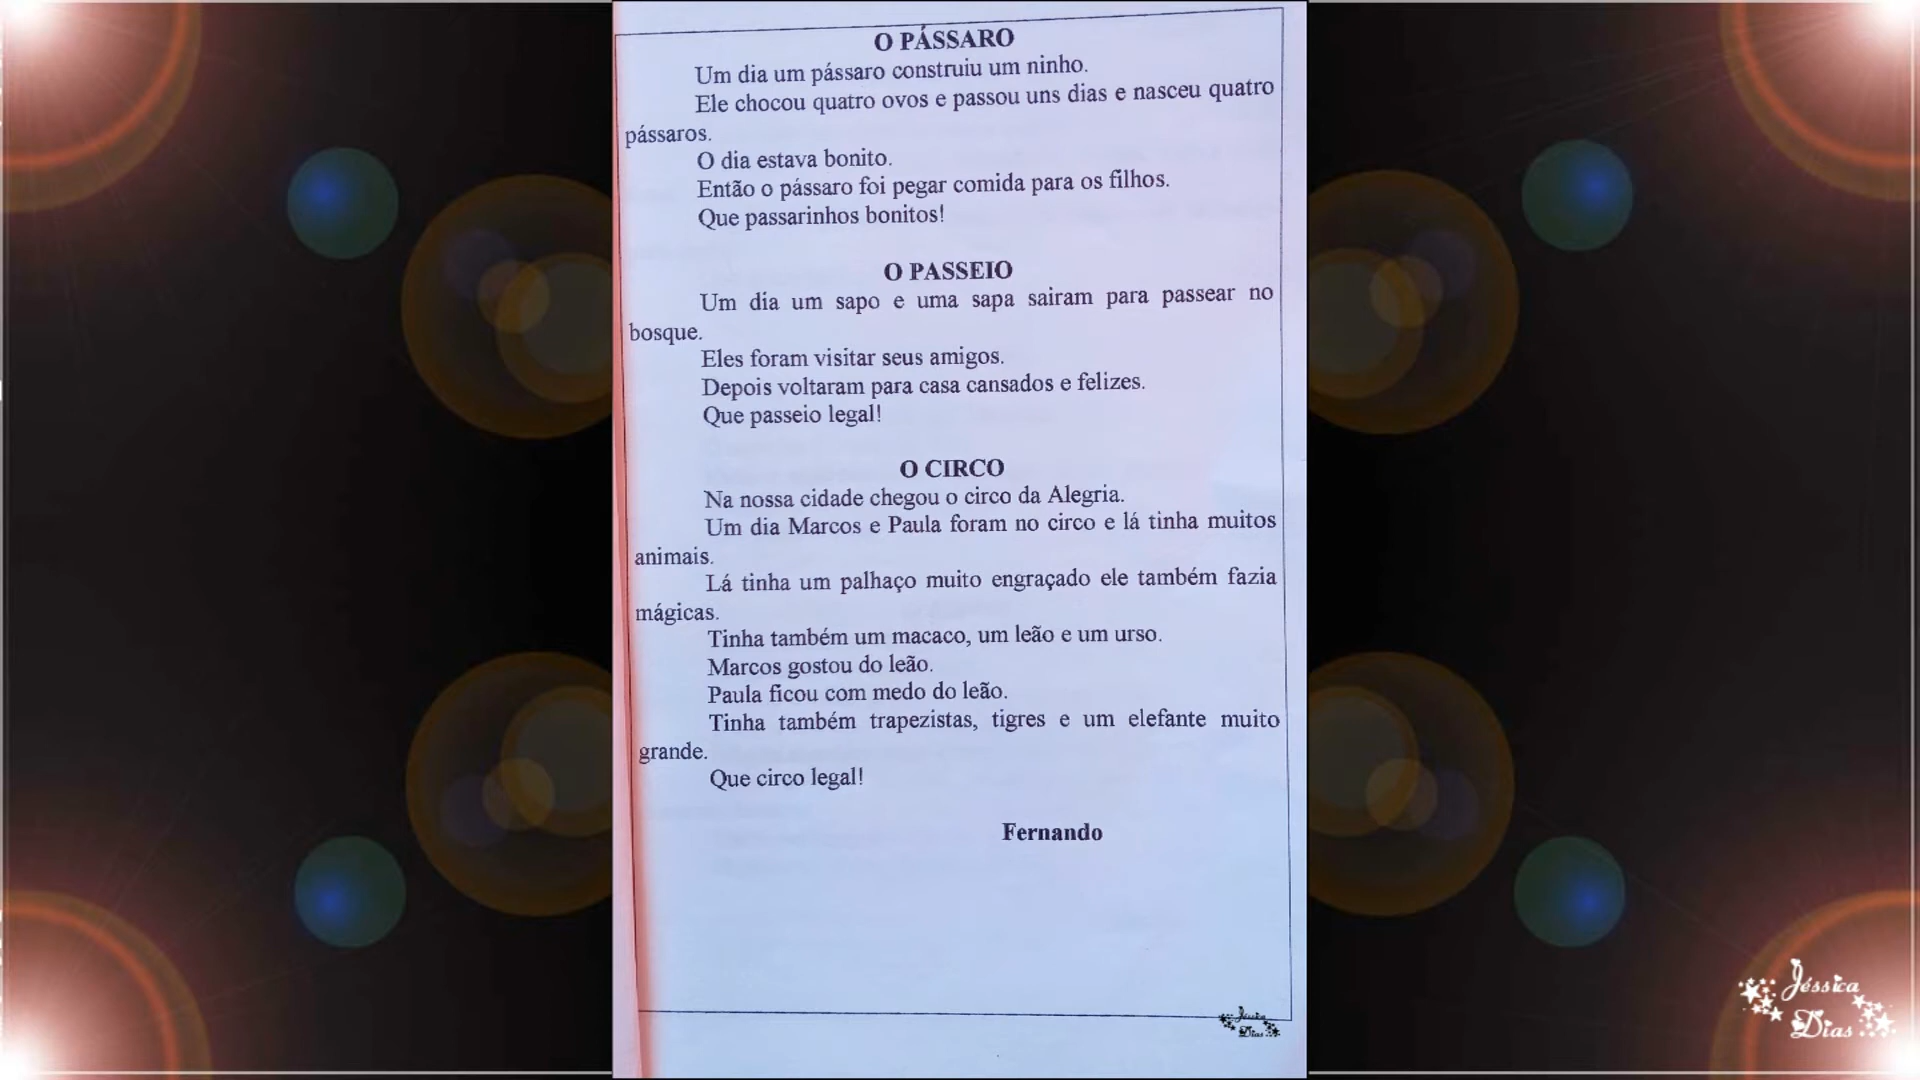 O PÁSSARO
Um dia um pássaro construiu um ninho.
Ele chocou quatro ovos e passou uns dias e nasceu quatro
pássaros.
O dia estava bonito.
Então o pássaro foi pegar comida para os filhos.
Que passarinhos bonitos!
O PASSEIO
Um dia um sapo e uma sapa sairam para passear no
bosque.
Eles foram visitar seus amigos.
Depois voltaram para casa cansados e felizes.
Que passeio legal!
O CIRCO
Na nossa cidade chegou o circo da Alegria.
Um dia Marcos e Paula foram no circo e lá tinha muitos
animais.
Lá tinha um palhaço muito engraçado ele também fazia
mágicas.
Tinha também um macaco, um leão e um urso.
Marcos gostou do leão.
Paula ficou com medo do leão.
Tinha também trapezistas, tigres e um elefante muito
grande.
Que circo legal!
Fernando
Jéssica
Dias
Jéssica
Dias